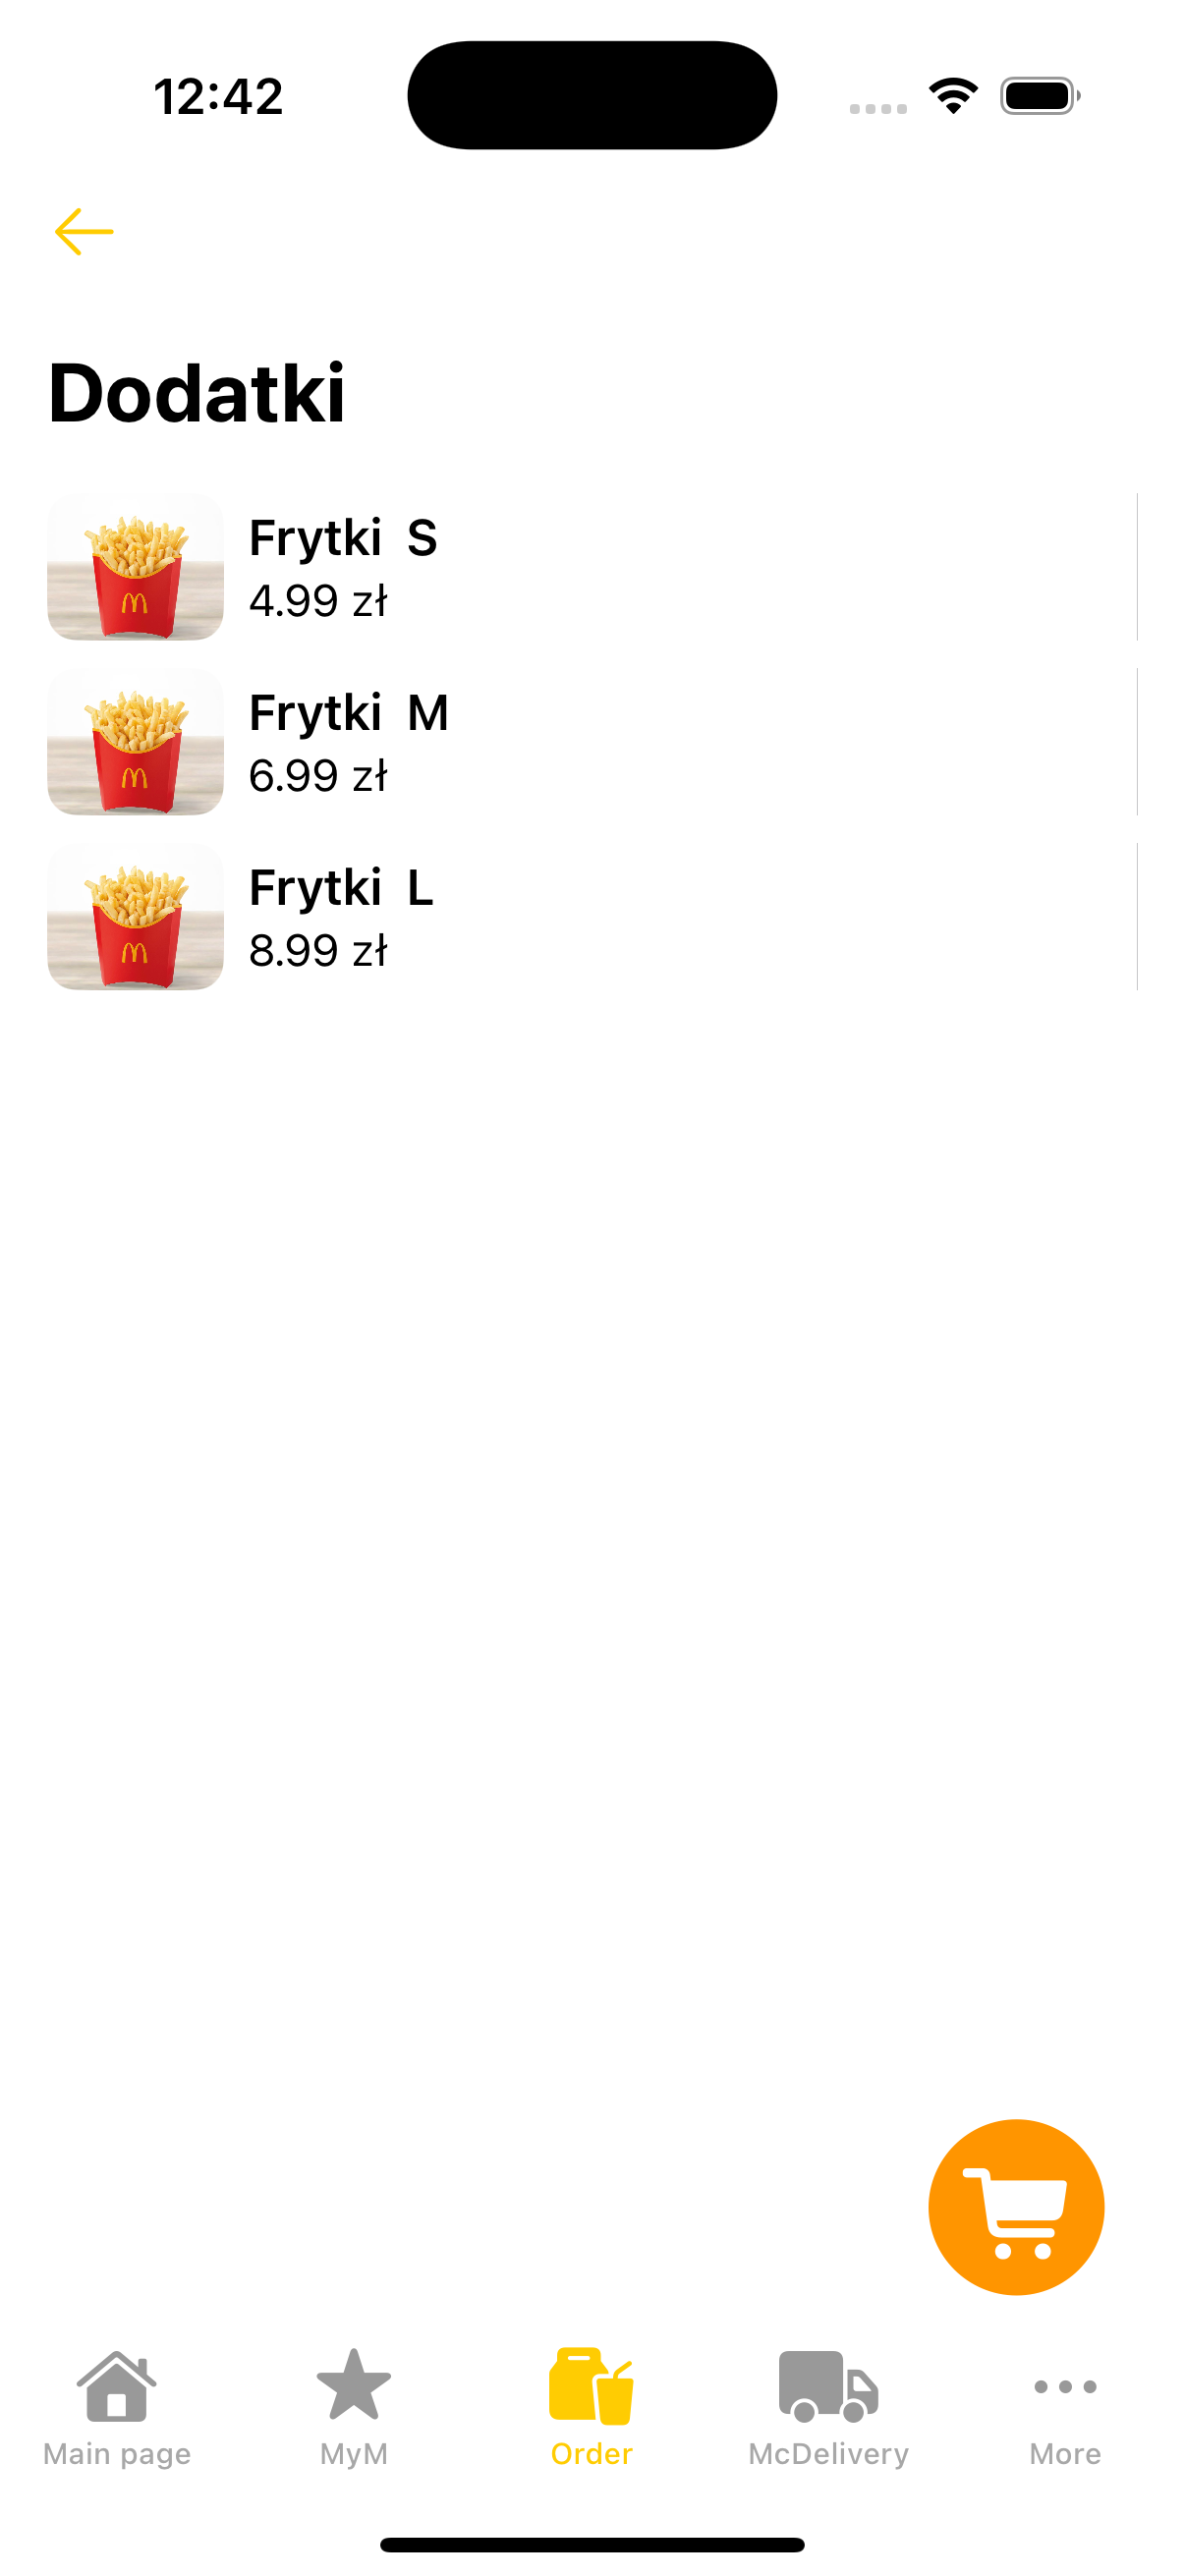 12:42
Dodatki
Frytki S
4.99 zł
Frytki M
6.99 zł
Frytki L
8.99 zł
Main page
MyM
Order
McDelivery
More